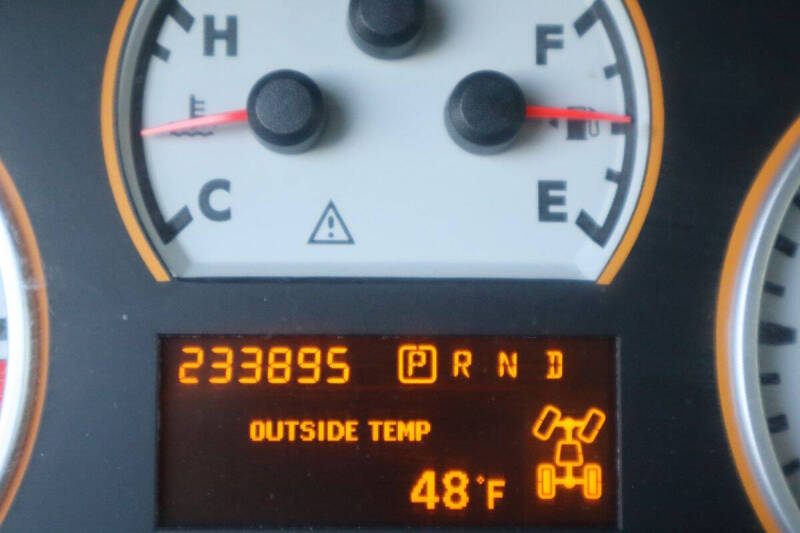 H F
C E
233895 P R N D
OUTSIDE TEMP
48°F